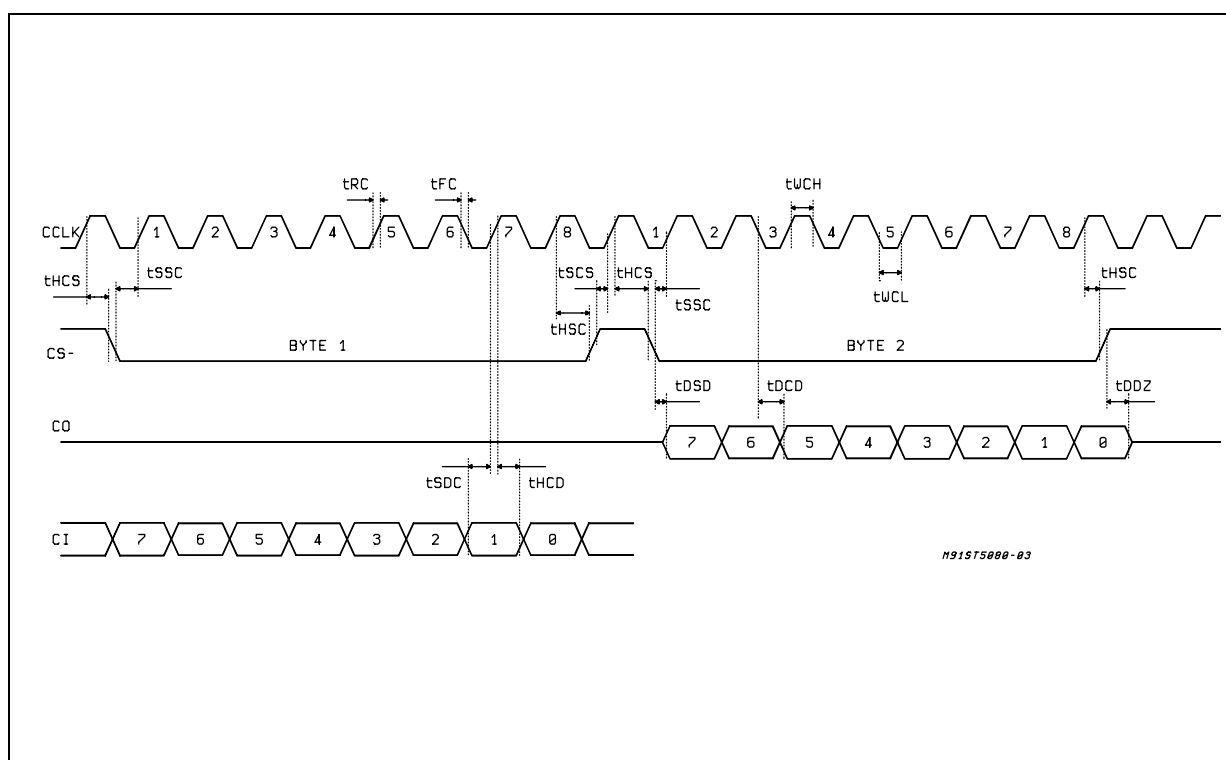 tRC tFC tWCH
CCLK 1 2 3 4 5 6 7 8 1 2 3 4 5 6 7 8
tHCS tSSC tSCS tHCS tSSC tWCL tHSC
tHSC
CS- BYTE 1 BYTE 2
tDSD tDCD tDDZ
CO 7 6 5 4 3 2 1 0
tSDC tHCD
CI 7 6 5 4 3 2 1 0
M91ST5080-03